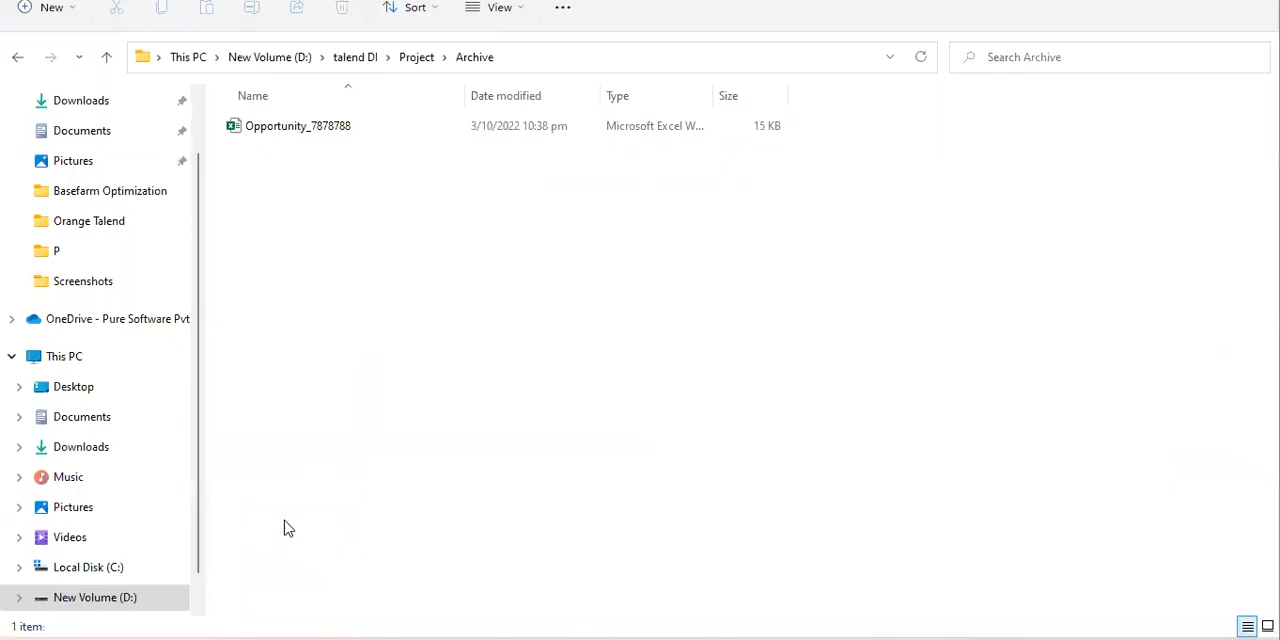 New
Sort
View
This PC
New Volume (D:)
talend DI
Project
Archive
Search Archive
Name
Date modified
Type
Size
Opportunity_7878788
3/10/2022 10:38 pm
Microsoft Excel W...
15 KB
Downloads
Documents
Pictures
Basefarm Optimization
Orange Talend
P
Screenshots
OneDrive - Pure Software Pvt
This PC
Desktop
Documents
Downloads
Music
Pictures
Videos
Local Disk (C:)
New Volume (D:)
1 item